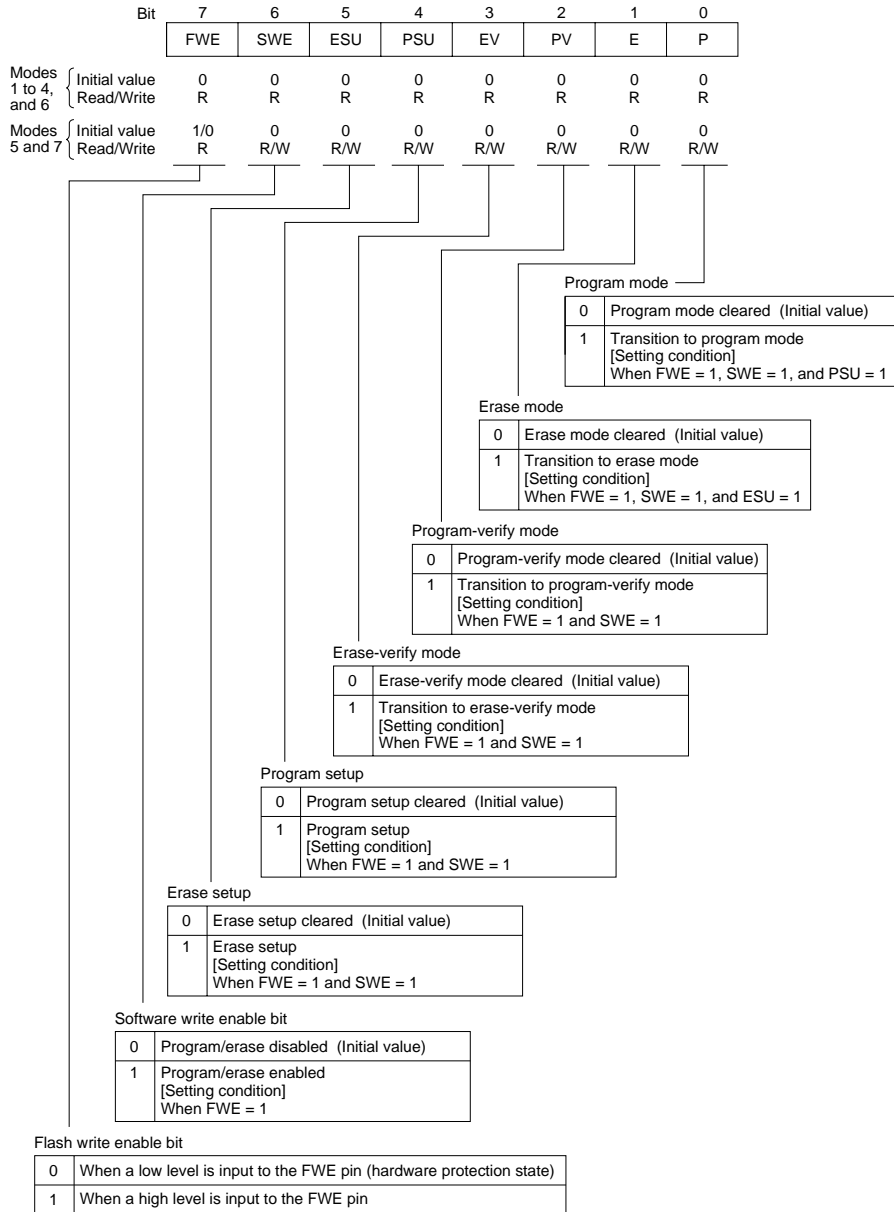 Bit 7 6 5 4 3 2 1 0
FWE SWE ESU PSU EV PV E P
Modes 1 to 4, and 6
Initial value 0 0 0 0 0 0 0 0
Read/Write R R R R R R R R
Modes 5 and 7
Initial value 1/0 0 0 0 0 0 0 0
Read/Write R R/W R/W R/W R/W R/W R/W R/W
Program mode
0 Program mode cleared (Initial value)
1 Transition to program mode
[Setting condition]
When FWE = 1, SWE = 1, and PSU = 1
Erase mode
0 Erase mode cleared (Initial value)
1 Transition to erase mode
[Setting condition]
When FWE = 1, SWE = 1, and ESU = 1
Program-verify mode
0 Program-verify mode cleared (Initial value)
1 Transition to program-verify mode
[Setting condition]
When FWE = 1 and SWE = 1
Erase-verify mode
0 Erase-verify mode cleared (Initial value)
1 Transition to erase-verify mode
[Setting condition]
When FWE = 1 and SWE = 1
Program setup
0 Program setup cleared (Initial value)
1 Program setup
[Setting condition]
When FWE = 1 and SWE = 1
Erase setup
0 Erase setup cleared (Initial value)
1 Erase setup
[Setting condition]
When FWE = 1 and SWE = 1
Software write enable bit
0 Program/erase disabled (Initial value)
1 Program/erase enabled
[Setting condition]
When FWE = 1
Flash write enable bit
0 When a low level is input to the FWE pin (hardware protection state)
1 When a high level is input to the FWE pin